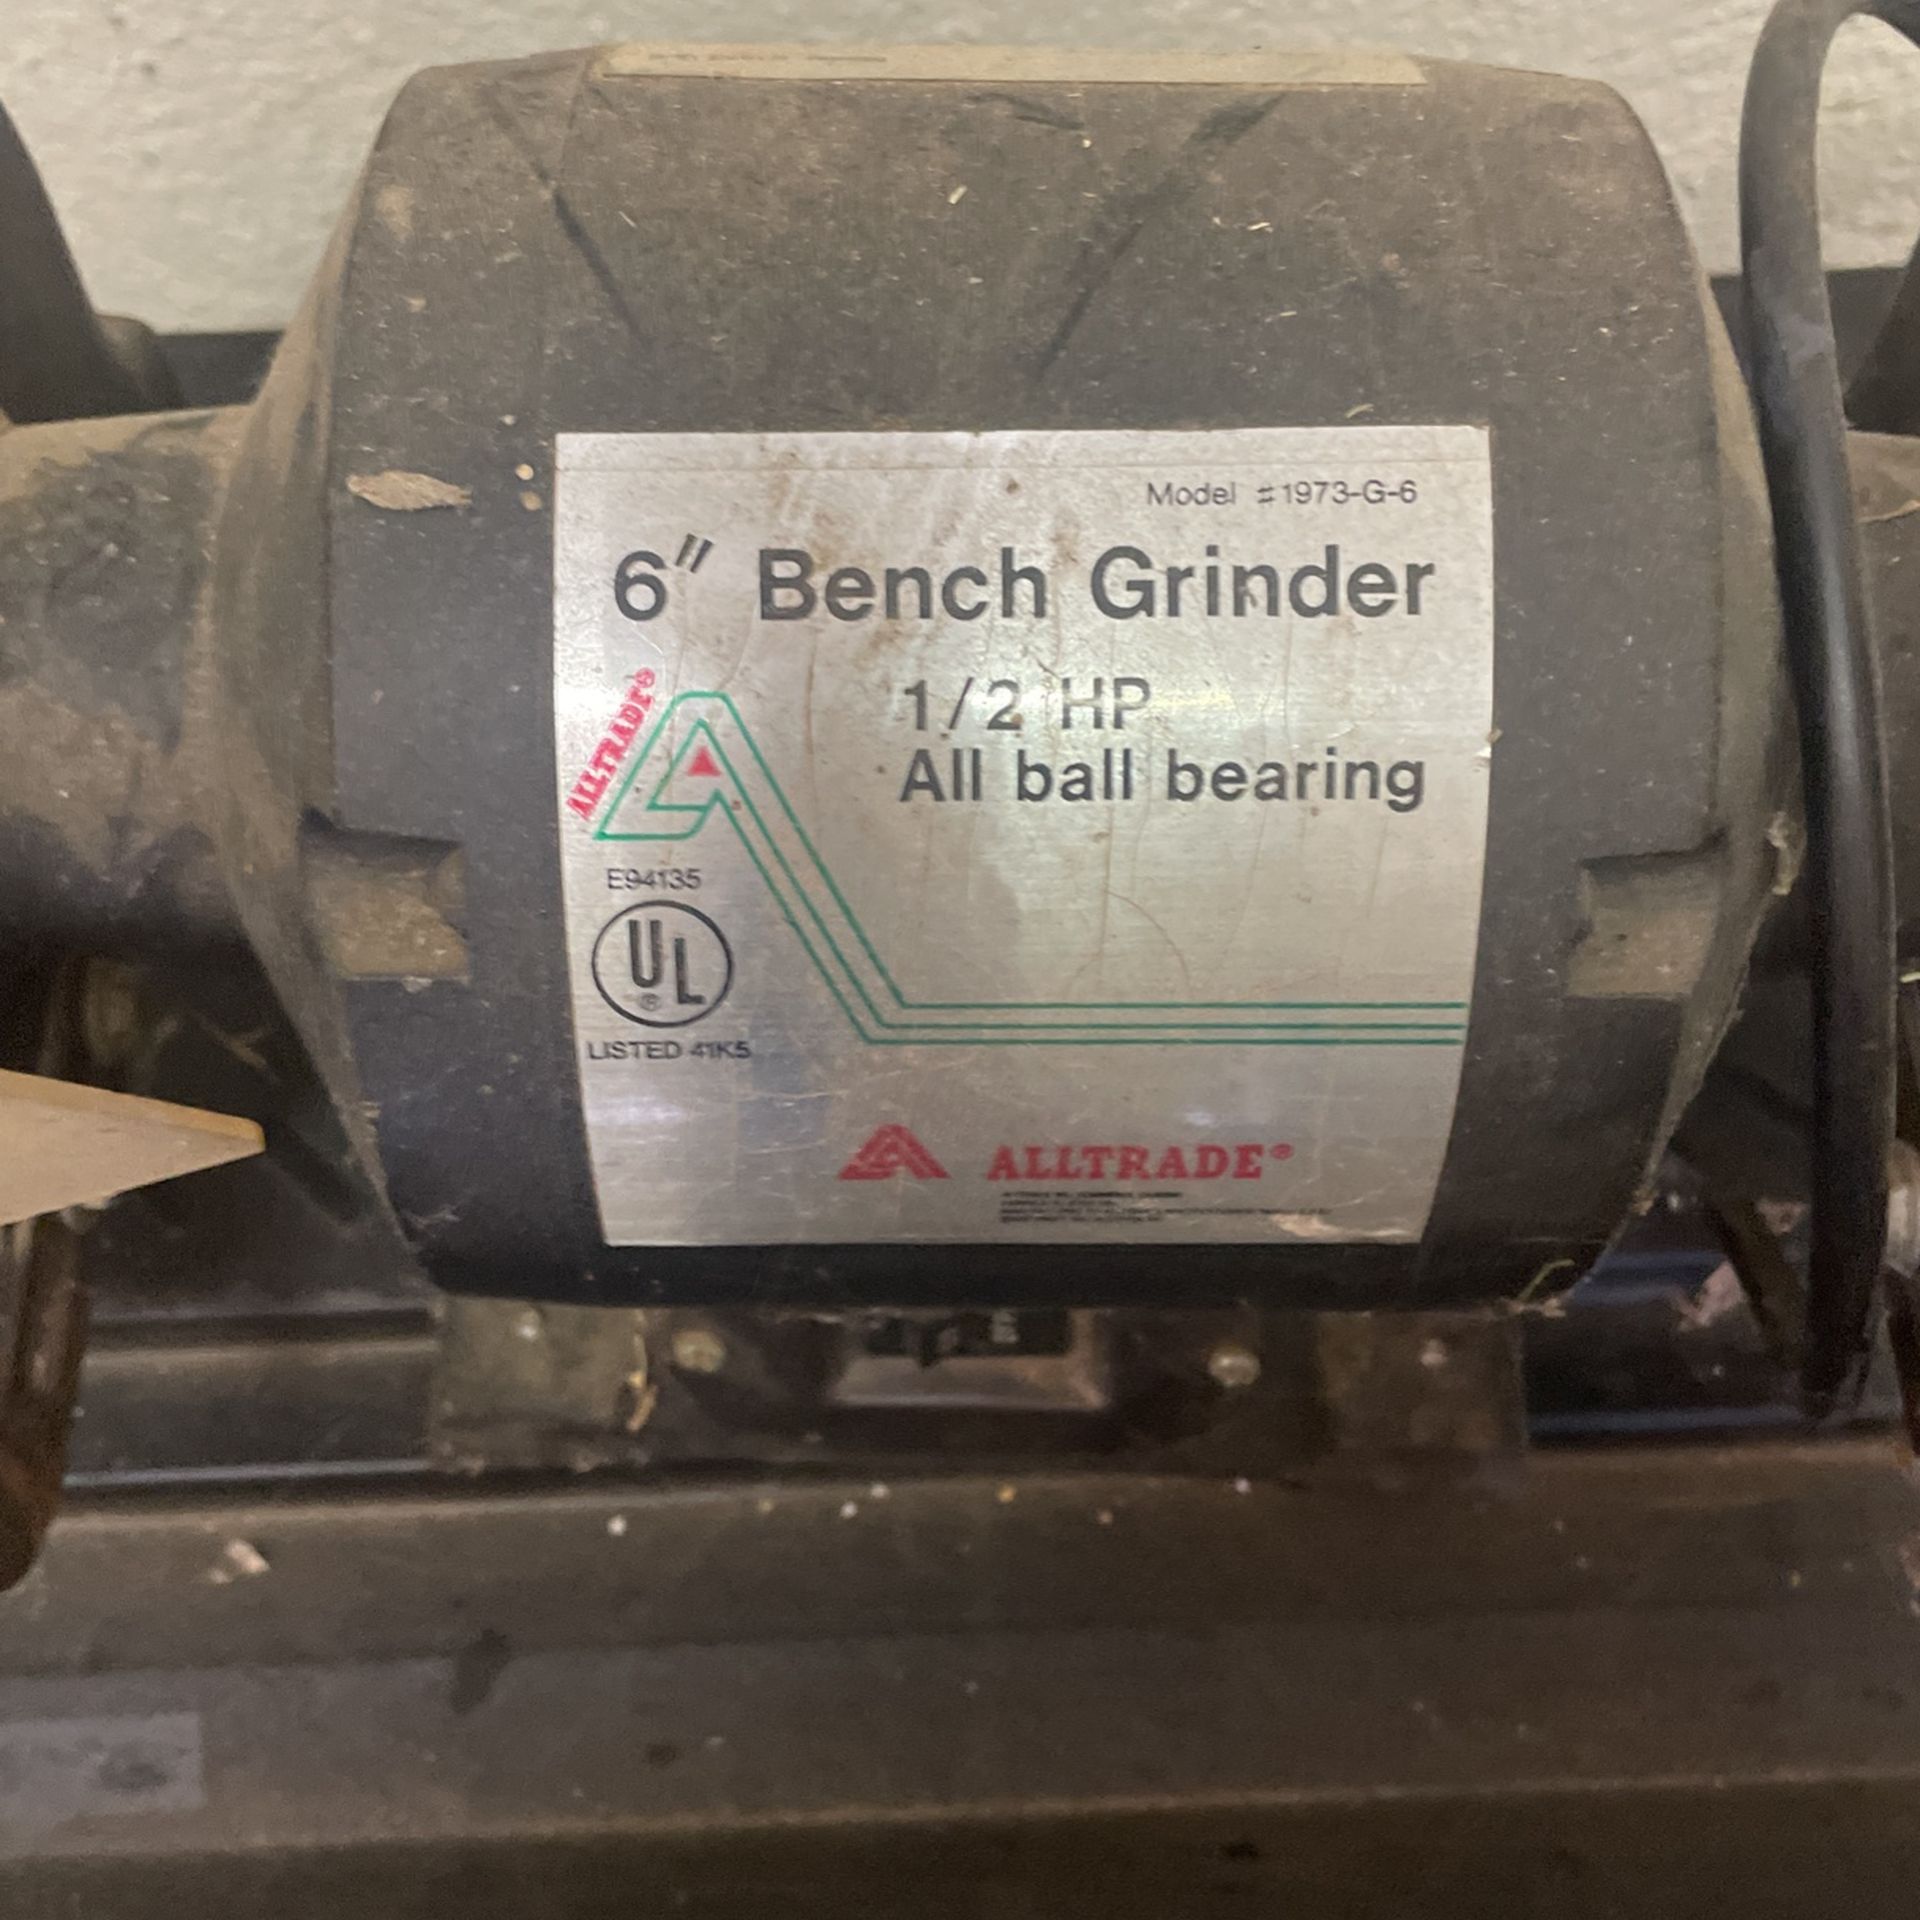 Model #1973-G-6
6" Bench Grinder
1/2 HP
All ball bearing
ALLTRADE®
E94135
UL®
LISTED 41K5
ALLTRADE®